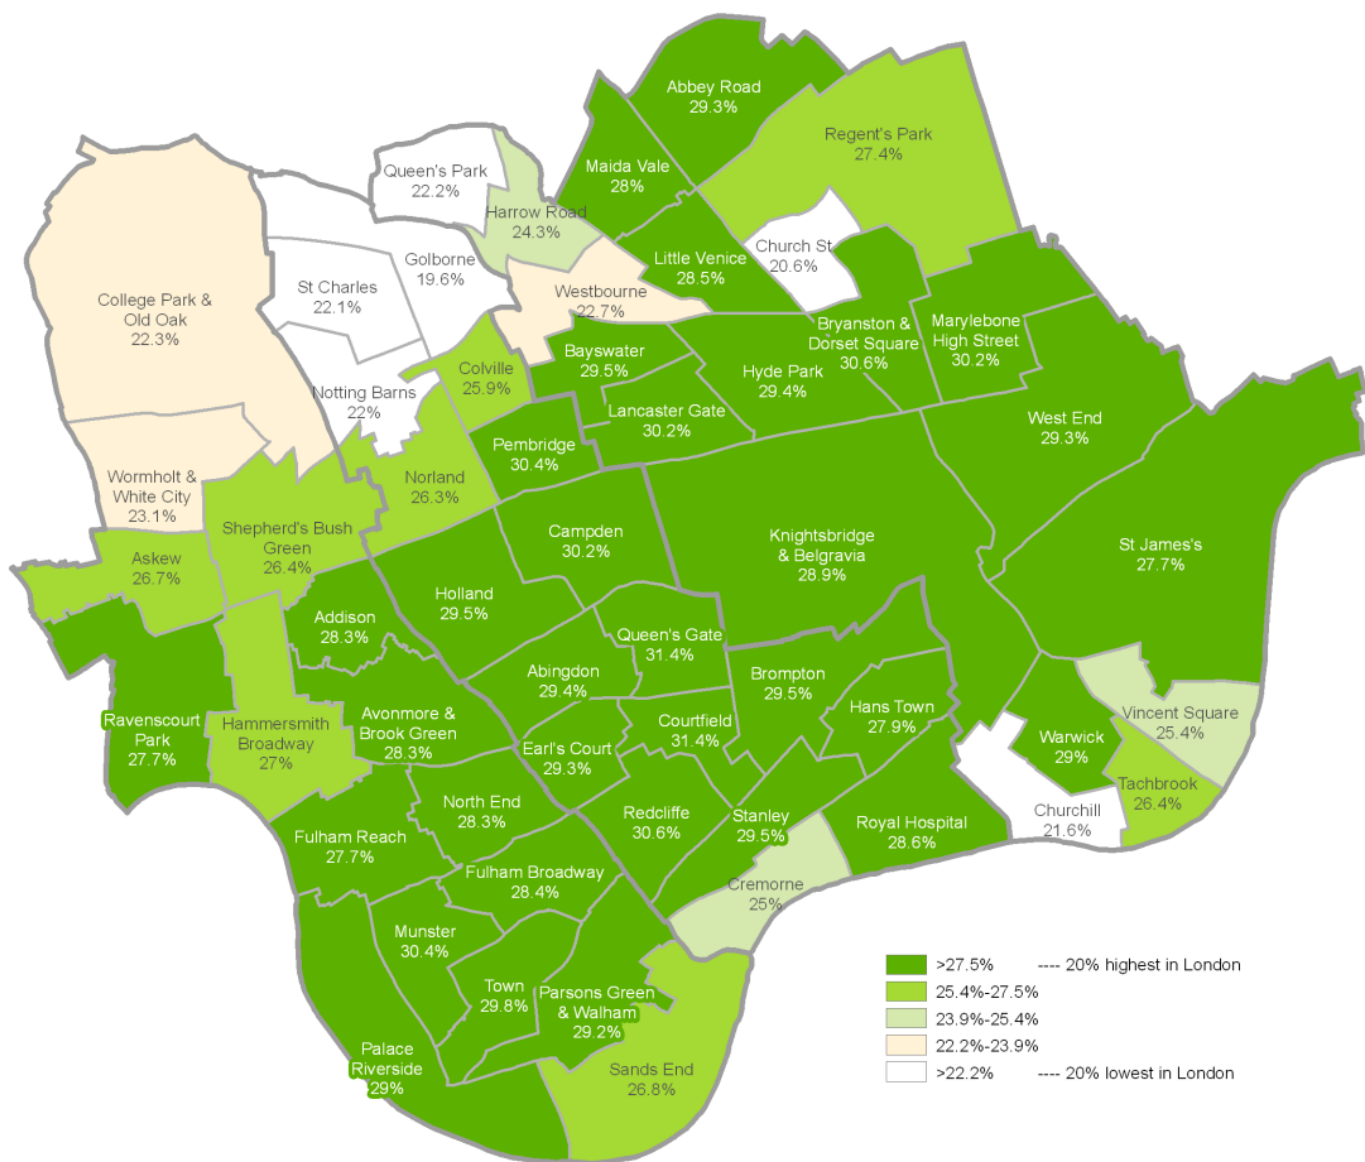 Abbey Road
29.3%
Regent's Park
27.4%
Maida Vale
28%
Queen's Park
22.2%
Harrow Road
24.3%
Church St
20.6%
Little Venice
28.5%
Golborne
19.6%
St Charles
22.1%
Westbourne
22.7%
College Park &
Old Oak
22.3%
Bryanston &
Dorset Square
30.6%
Marylebone
High Street
30.2%
Bayswater
29.5%
Hyde Park
29.4%
Colville
25.9%
Notting Barns
22%
Lancaster Gate
30.2%
West End
29.3%
Pembridge
30.4%
Norland
26.3%
Wormholt &
White City
23.1%
Shepherd's Bush
Green
26.4%
Campden
30.2%
Knightsbridge
& Belgravia
28.9%
St James's
27.7%
Askew
26.7%
Holland
29.5%
Addison
28.3%
Queen's Gate
31.4%
Abingdon
29.4%
Brompton
29.5%
Hans Town
27.9%
Vincent Square
25.4%
Ravenscourt
Park
27.7%
Hammersmith
Broadway
27%
Avonmore &
Brook Green
28.3%
Courtfield
31.4%
Earl's Court
29.3%
Warwick
29%
Tachbrook
26.4%
Churchill
21.6%
North End
28.3%
Redcliffe
30.6%
Stanley
29.5%
Royal Hospital
28.6%
Fulham Reach
27.7%
Fulham Broadway
28.4%
Cremorne
25%
Munster
30.4%
Town
29.8%
Parsons Green
& Walham
29.2%
Palace
Riverside
29%
Sands End
26.8%
>27.5% ---- 20% highest in London
25.4%-27.5%
23.9%-25.4%
22.2%-23.9%
>22.2% ---- 20% lowest in London